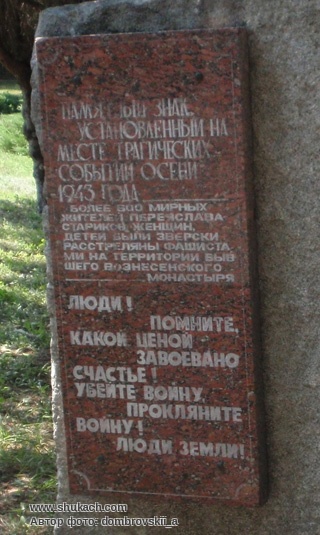 ПАМЯТНЫЙ ЗНАК,
УСТАНОВЛЕННЫЙ НА
МЕСТЕ ТРАГИЧЕСКИХ
СОБЫТИЙ ОСЕНИ
1943 ГОДА
БОЛЕЕ 600 МИРНЫХ
ЖИТЕЛЕЙ ПЕРЕЯСЛАВА
СТАРИКОВ, ЖЕНЩИН,
ДЕТЕЙ БЫЛИ ЗВЕРСКИ
РАССТРЕЛЯНЫ ФАШИСТА
МИ НА ТЕРРИТОРИИ БЫВ
ШЕГО ВОЗНЕСЕНСКОГО
МОНАСТЫРЯ
ЛЮДИ!
ПОМНИТЕ,
КАКОЙ ЦЕНОЙ
ЗАВОЕВАНО
СЧАСТЬЕ!
УБЕЙТЕ ВОЙНУ,
ПРОКЛЯНИТЕ
ВОЙНУ!
ЛЮДИ ЗЕМЛИ!
www.shukach.com
Автор фото: dombrovskii_a